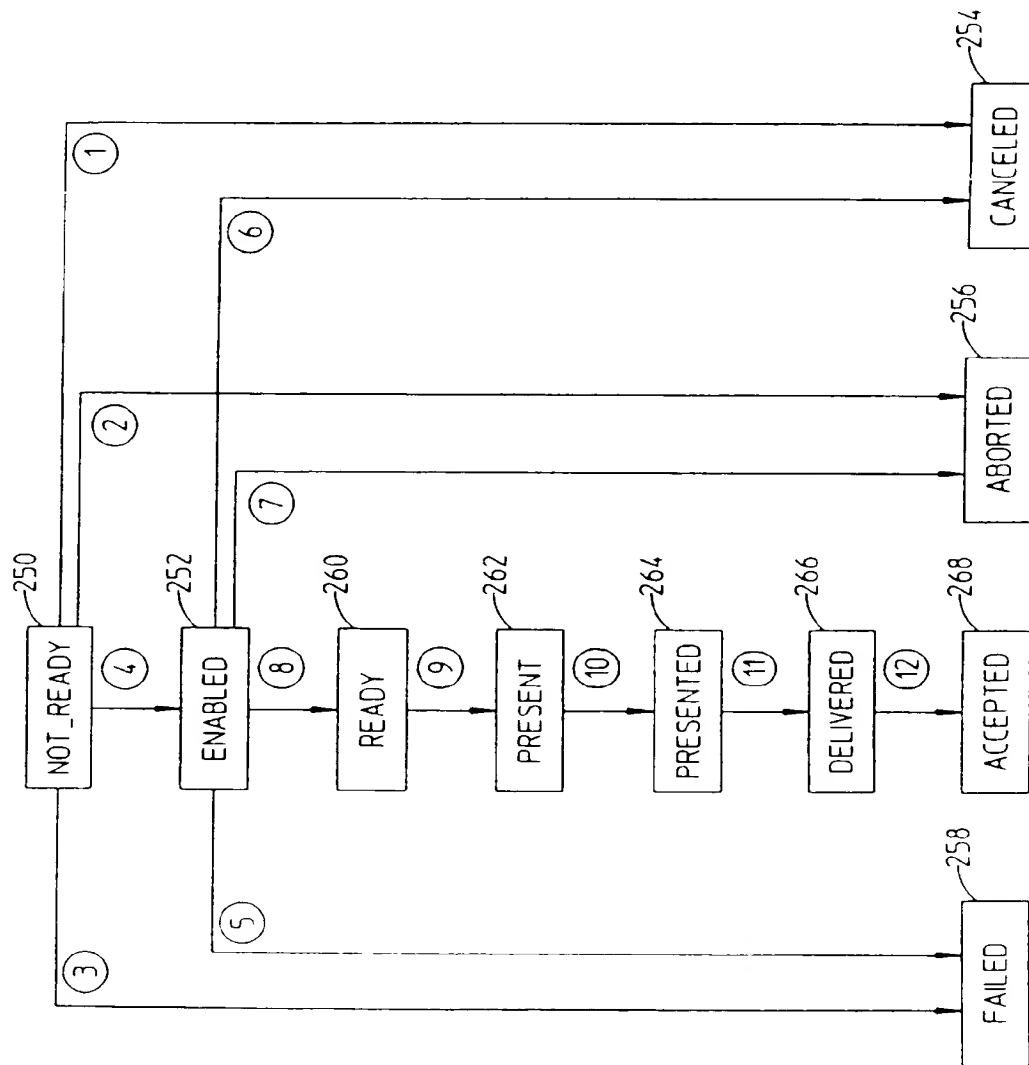 250
NOT_READY
1
2
3
4
252
ENABLED
5
6
7
8
260
READY
9
262
PRESENT
10
264
PRESENTED
11
266
DELIVERED
12
258
FAILED
268
ACCEPTED
256
ABORTED
254
CANCELED